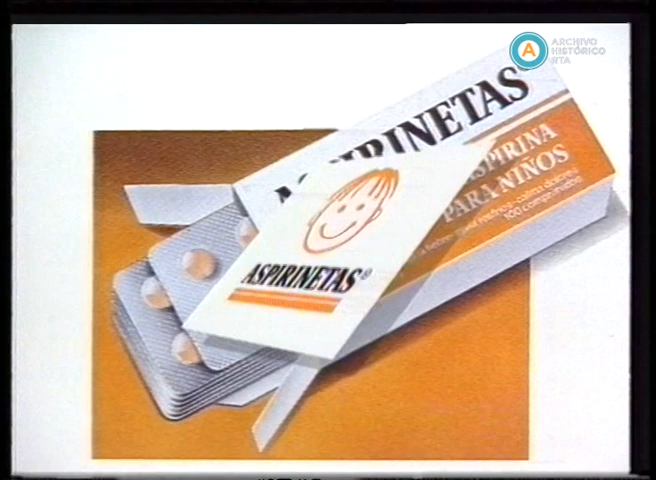 ARCHIVO
HISTÓRICO
RTA
ASPIRINETAS®
ASPIRINA
PARA NIÑOS
100 comprimidos
ASPIRINETAS®